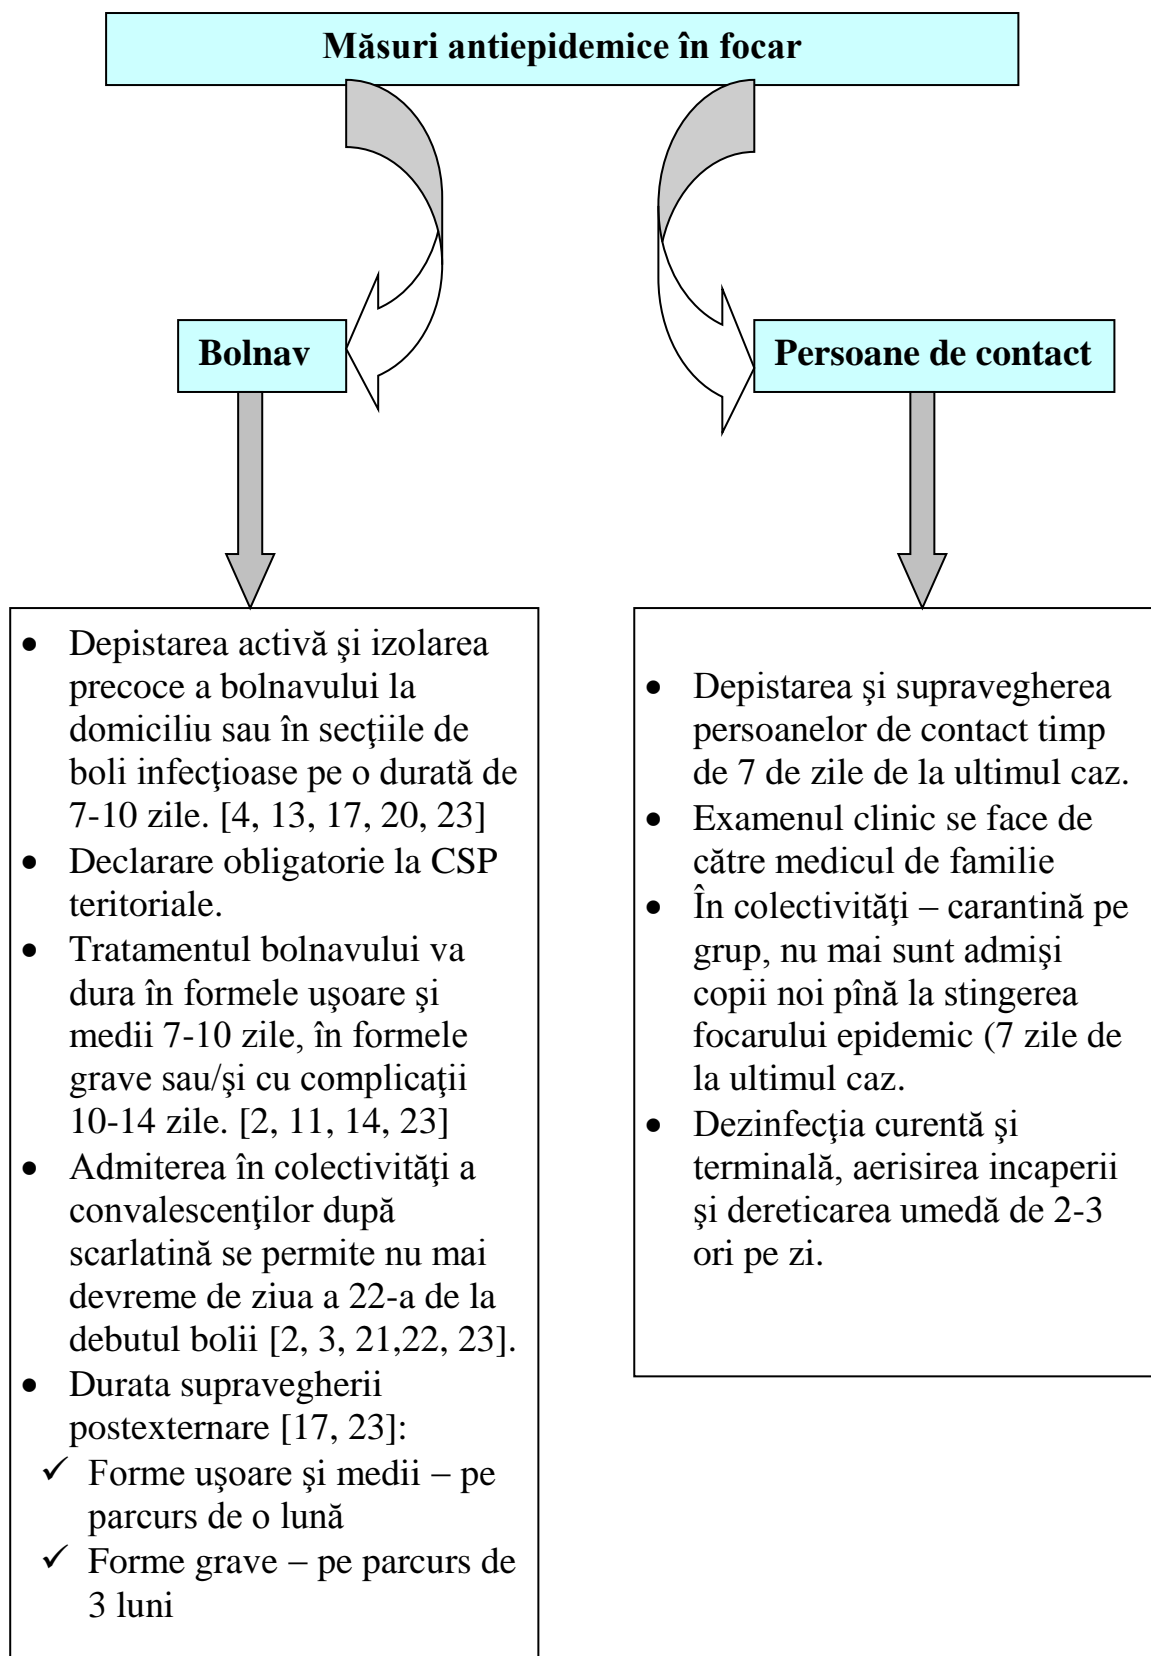 Măsuri antiepidemice în focar
Bolnav
Persoane de contact
• Depistarea activă şi izolarea
precoce a bolnavului la
domiciliu sau în secţiile de
boli infecţioase pe o durată de
7-10 zile. [4, 13, 17, 20, 23]
• Declarare obligatorie la CSP
teritoriale.
• Tratamentul bolnavului va
dura în formele uşoare şi
medii 7-10 zile, în formele
grave sau/şi cu complicaţii
10-14 zile. [2, 11, 14, 23]
• Admiterea în colectivităţi a
convalescenţilor după
scarlatină se permite nu mai
devreme de ziua a 22-a de la
debutul bolii [2, 3, 21,22, 23].
• Durata supravegherii
postexternare [17, 23]:
✓ Forme uşoare şi medii – pe
parcurs de o lună
✓ Forme grave – pe parcurs de
3 luni
• Depistarea şi supravegherea
persoanelor de contact timp
de 7 de zile de la ultimul caz.
• Examenul clinic se face de
către medicul de familie
• În colectivităţi – carantină pe
grup, nu mai sunt admişi
copii noi pînă la stingerea
focarului epidemic (7 zile de
la ultimul caz.
• Dezinfecţia curentă şi
terminală, aerisirea incaperii
şi dereticarea umedă de 2-3
ori pe zi.